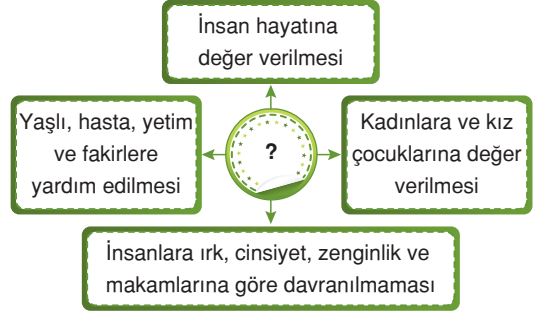 İnsan hayatına
değer verilmesi
Yaşlı, hasta, yetim
ve fakirlere
yardım edilmesi
?
Kadınlara ve kız
çocuklarına değer
verilmesi
İnsanlara ırk, cinsiyet, zenginlik ve
makamlarına göre davranılmaması